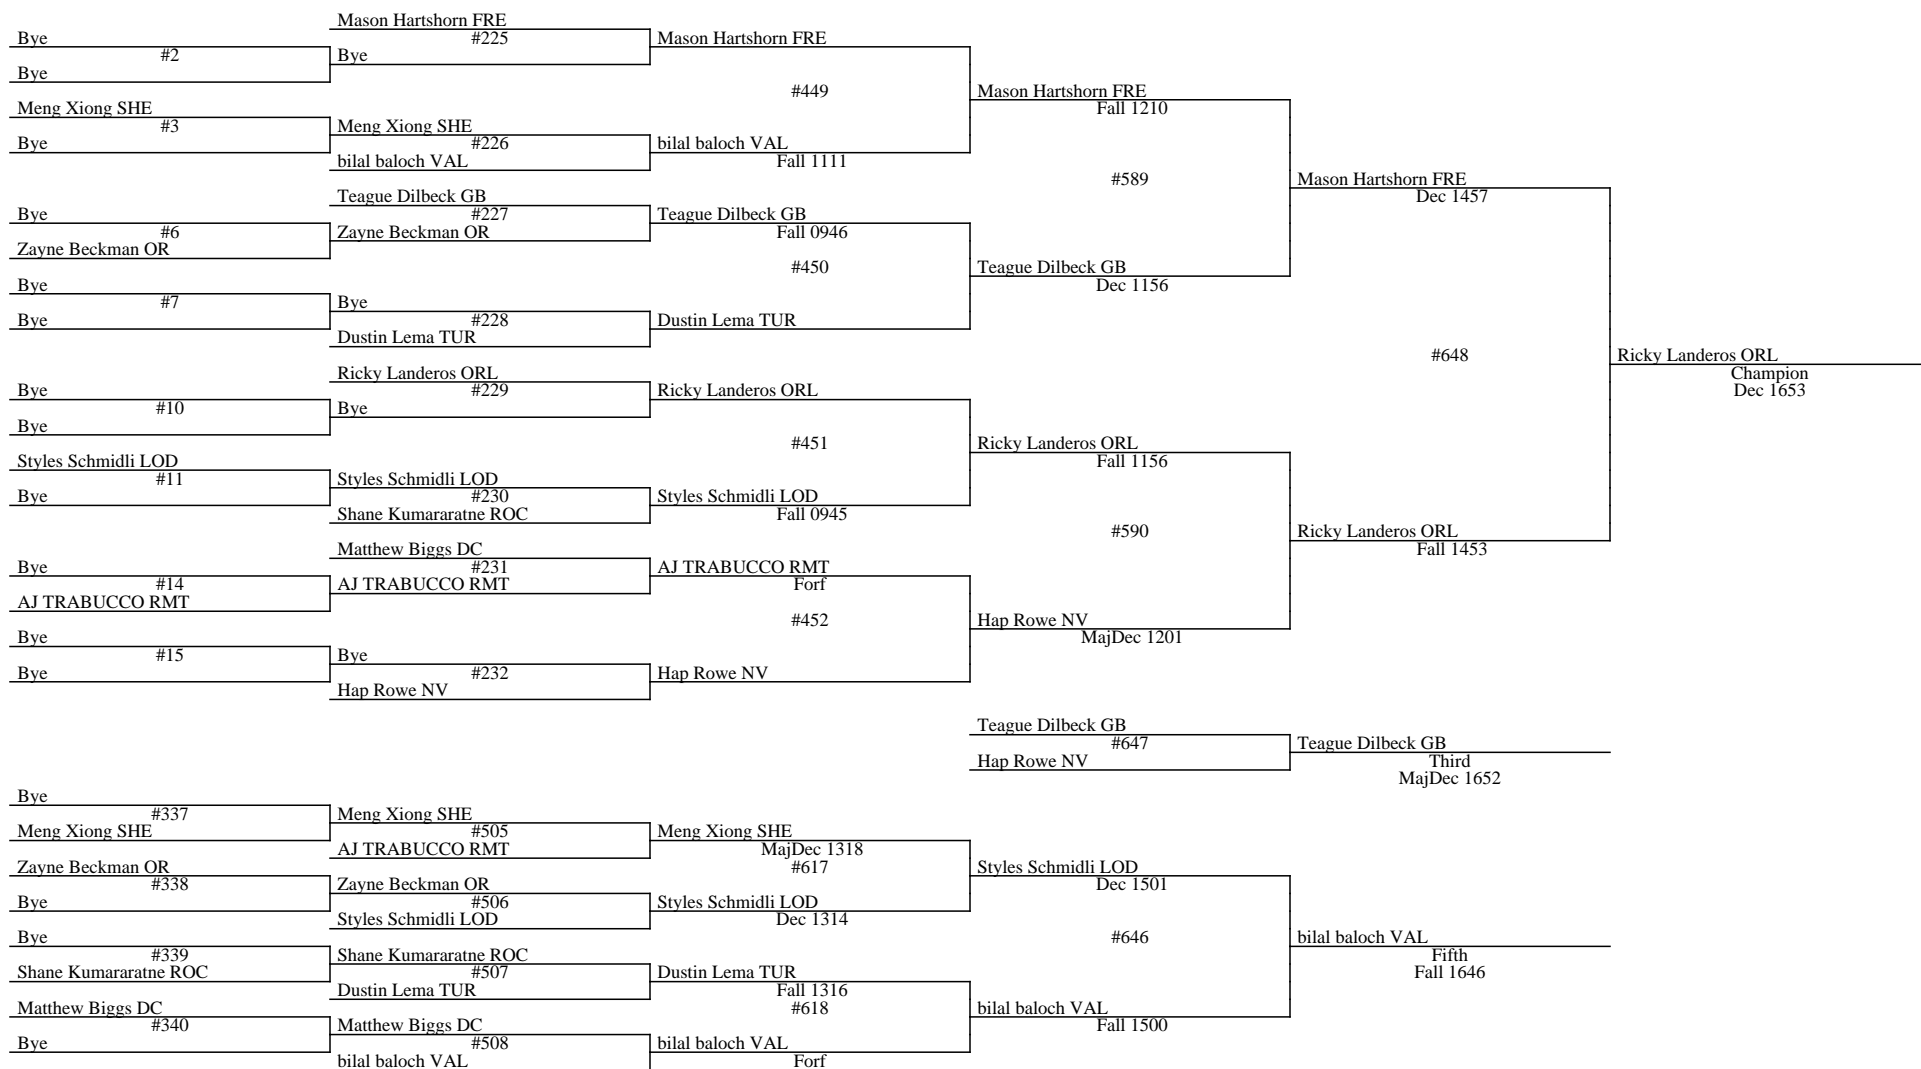 Mason Hartshorn FRE
Bye
#225
Mason Hartshorn FRE
#2
Bye
Bye
#449
Mason Hartshorn FRE
Meng Xiong SHE
Fall 1210
#3
Meng Xiong SHE
Bye
#226
bilal baloch VAL
bilal baloch VAL
Fall 1111
#589
Mason Hartshorn FRE
Teague Dilbeck GB
Dec 1457
Bye
#227
Teague Dilbeck GB
#6
Zayne Beckman OR
Fall 0946
Zayne Beckman OR
#450
Teague Dilbeck GB
Bye
Dec 1156
#7
Bye
Bye
#228
Dustin Lema TUR
Dustin Lema TUR
#648
Ricky Landeros ORL
Ricky Landeros ORL
Champion
Bye
#229
Ricky Landeros ORL
Dec 1653
#10
Bye
Bye
#451
Ricky Landeros ORL
Styles Schmidli LOD
Fall 1156
#11
Styles Schmidli LOD
Bye
#230
Styles Schmidli LOD
Shane Kumararatne ROC
Fall 0945
#590
Ricky Landeros ORL
Matthew Biggs DC
Fall 1453
Bye
#231
AJ TRABUCCO RMT
#14
AJ TRABUCCO RMT
Forf
AJ TRABUCCO RMT
#452
Hap Rowe NV
Bye
MajDec 1201
#15
Bye
Bye
#232
Hap Rowe NV
Hap Rowe NV
Teague Dilbeck GB
#647
Teague Dilbeck GB
Hap Rowe NV
Third
MajDec 1652
Bye
#337
Meng Xiong SHE
Meng Xiong SHE
#505
Meng Xiong SHE
AJ TRABUCCO RMT
MajDec 1318
Zayne Beckman OR
#617
Styles Schmidli LOD
#338
Zayne Beckman OR
Dec 1501
Bye
#506
Styles Schmidli LOD
Styles Schmidli LOD
Dec 1314
Bye
#646
bilal baloch VAL
#339
Shane Kumararatne ROC
Fifth
Shane Kumararatne ROC
#507
Dustin Lema TUR
Fall 1646
Dustin Lema TUR
Fall 1316
Matthew Biggs DC
#618
bilal baloch VAL
#340
Matthew Biggs DC
Fall 1500
Bye
#508
bilal baloch VAL
bilal baloch VAL
Forf